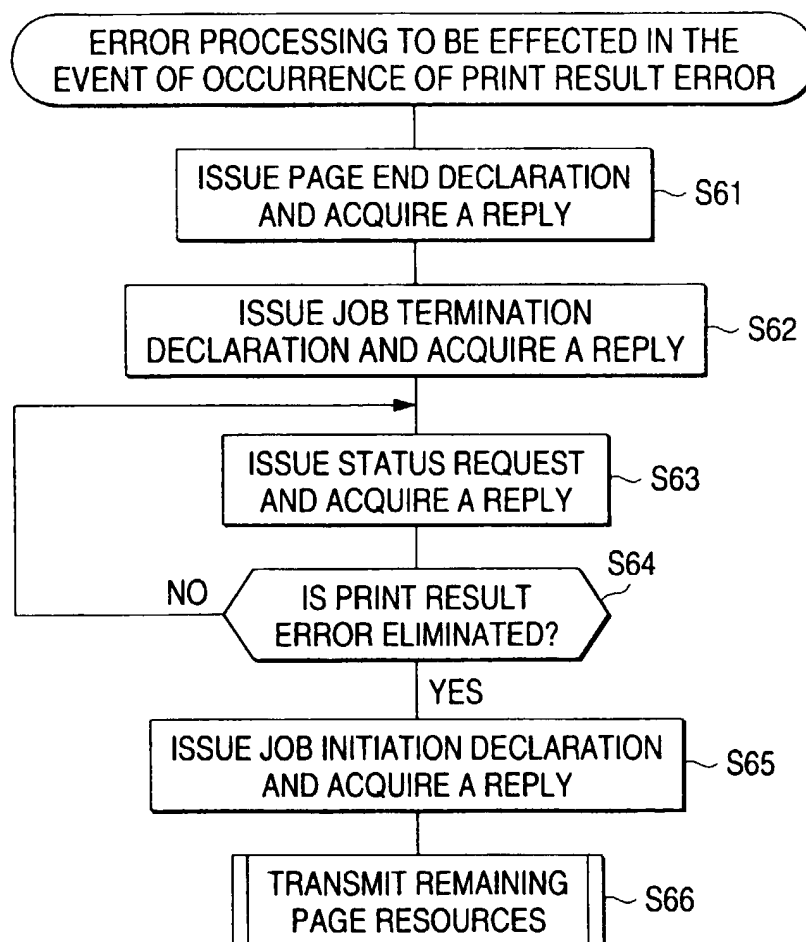 ERROR PROCESSING TO BE EFFECTED IN THE
EVENT OF OCCURRENCE OF PRINT RESULT ERROR
ISSUE PAGE END DECLARATION
AND ACQUIRE A REPLY
S61
ISSUE JOB TERMINATION
DECLARATION AND ACQUIRE A REPLY
S62
ISSUE STATUS REQUEST
AND ACQUIRE A REPLY
S63
S64
NO
IS PRINT RESULT
ERROR ELIMINATED?
YES
ISSUE JOB INITIATION DECLARATION
AND ACQUIRE A REPLY
S65
TRANSMIT REMAINING
PAGE RESOURCES
S66